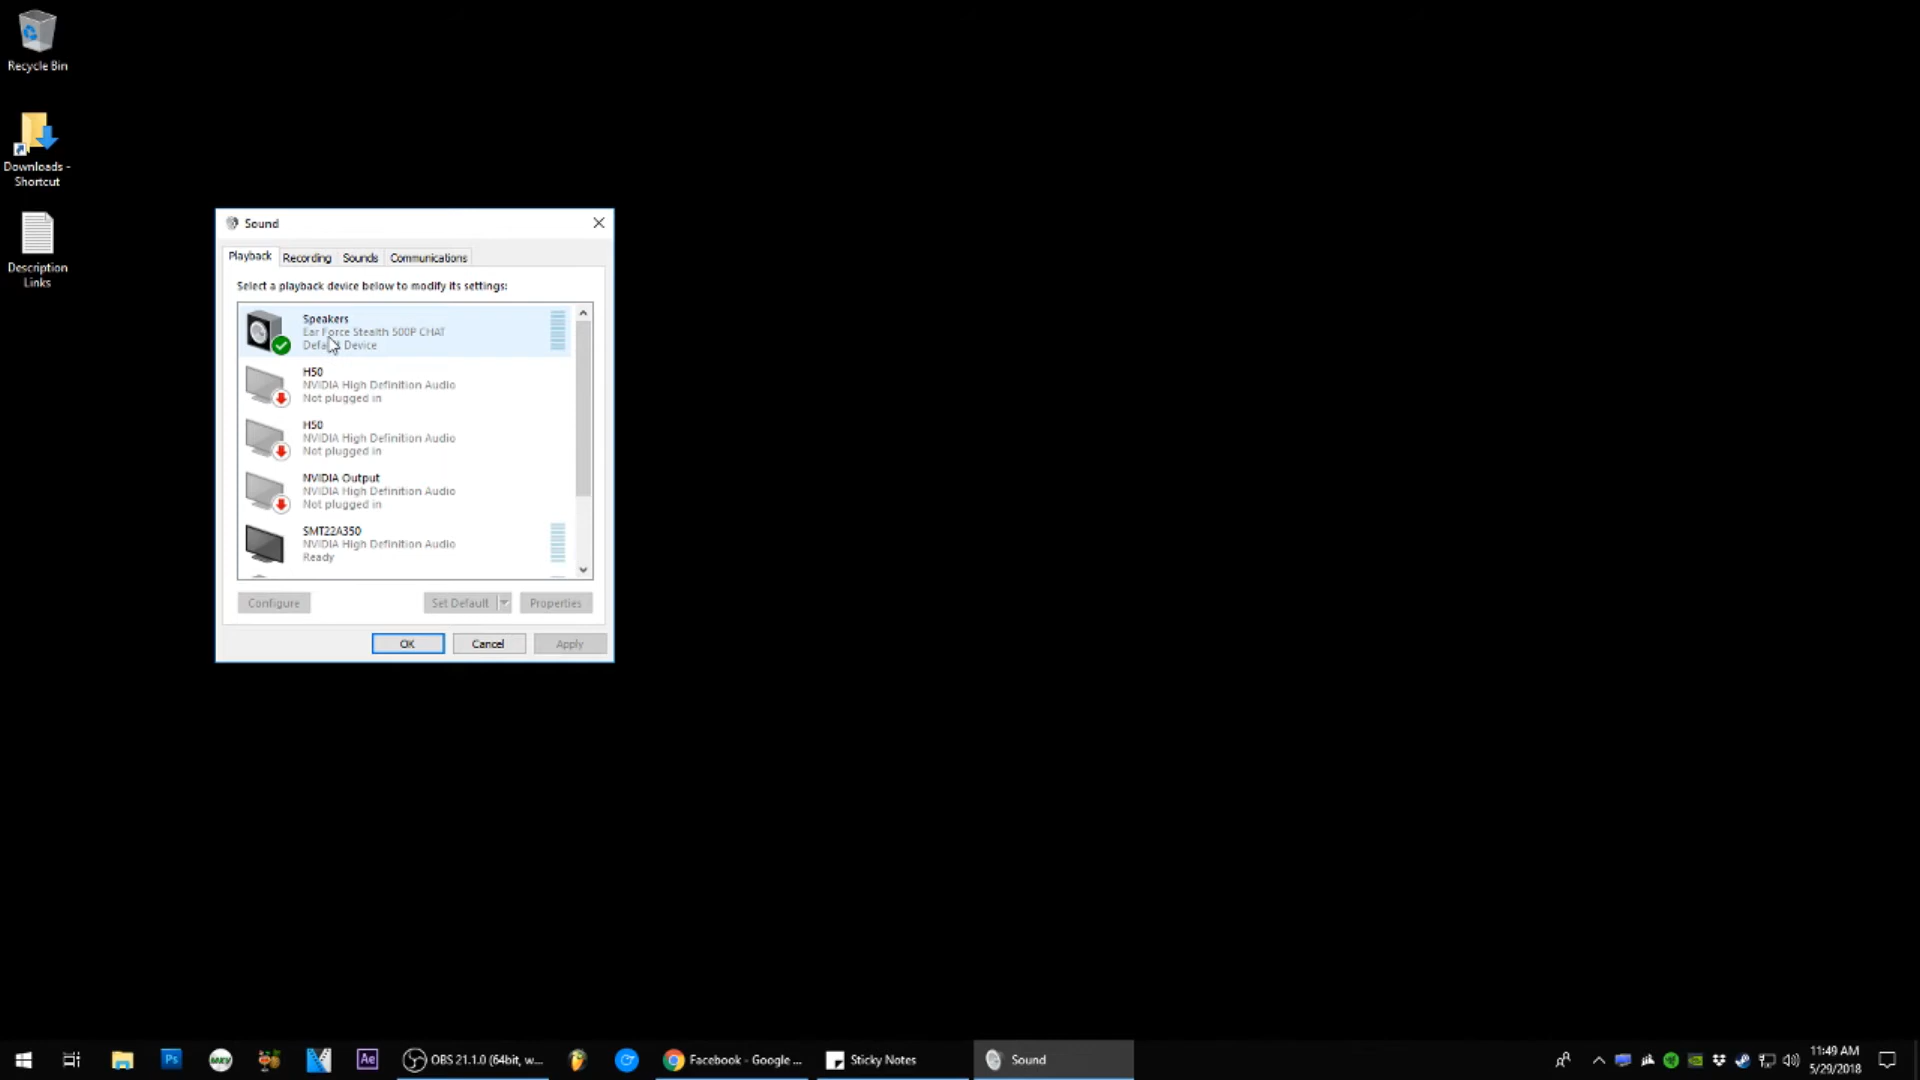 Recycle Bin
Downloads -
Shortcut
Description
Links
Sound
Playback
Recording
Sounds
Communications
Select a playback device below to modify its settings:
Speakers
Ear Force Stealth 500P CHAT
Default Device
H50
NVIDIA High Definition Audio
Not plugged in
H50
NVIDIA High Definition Audio
Not plugged in
NVIDIA Output
NVIDIA High Definition Audio
Not plugged in
SMT22A350
NVIDIA High Definition Audio
Ready
Configure
Set Default
Properties
OK
Cancel
Apply
Ps
MKV
Ae
OBS 21.1.0 (64bit, w...
Facebook - Google ...
Sticky Notes
Sound
11:49 AM
5/29/2018